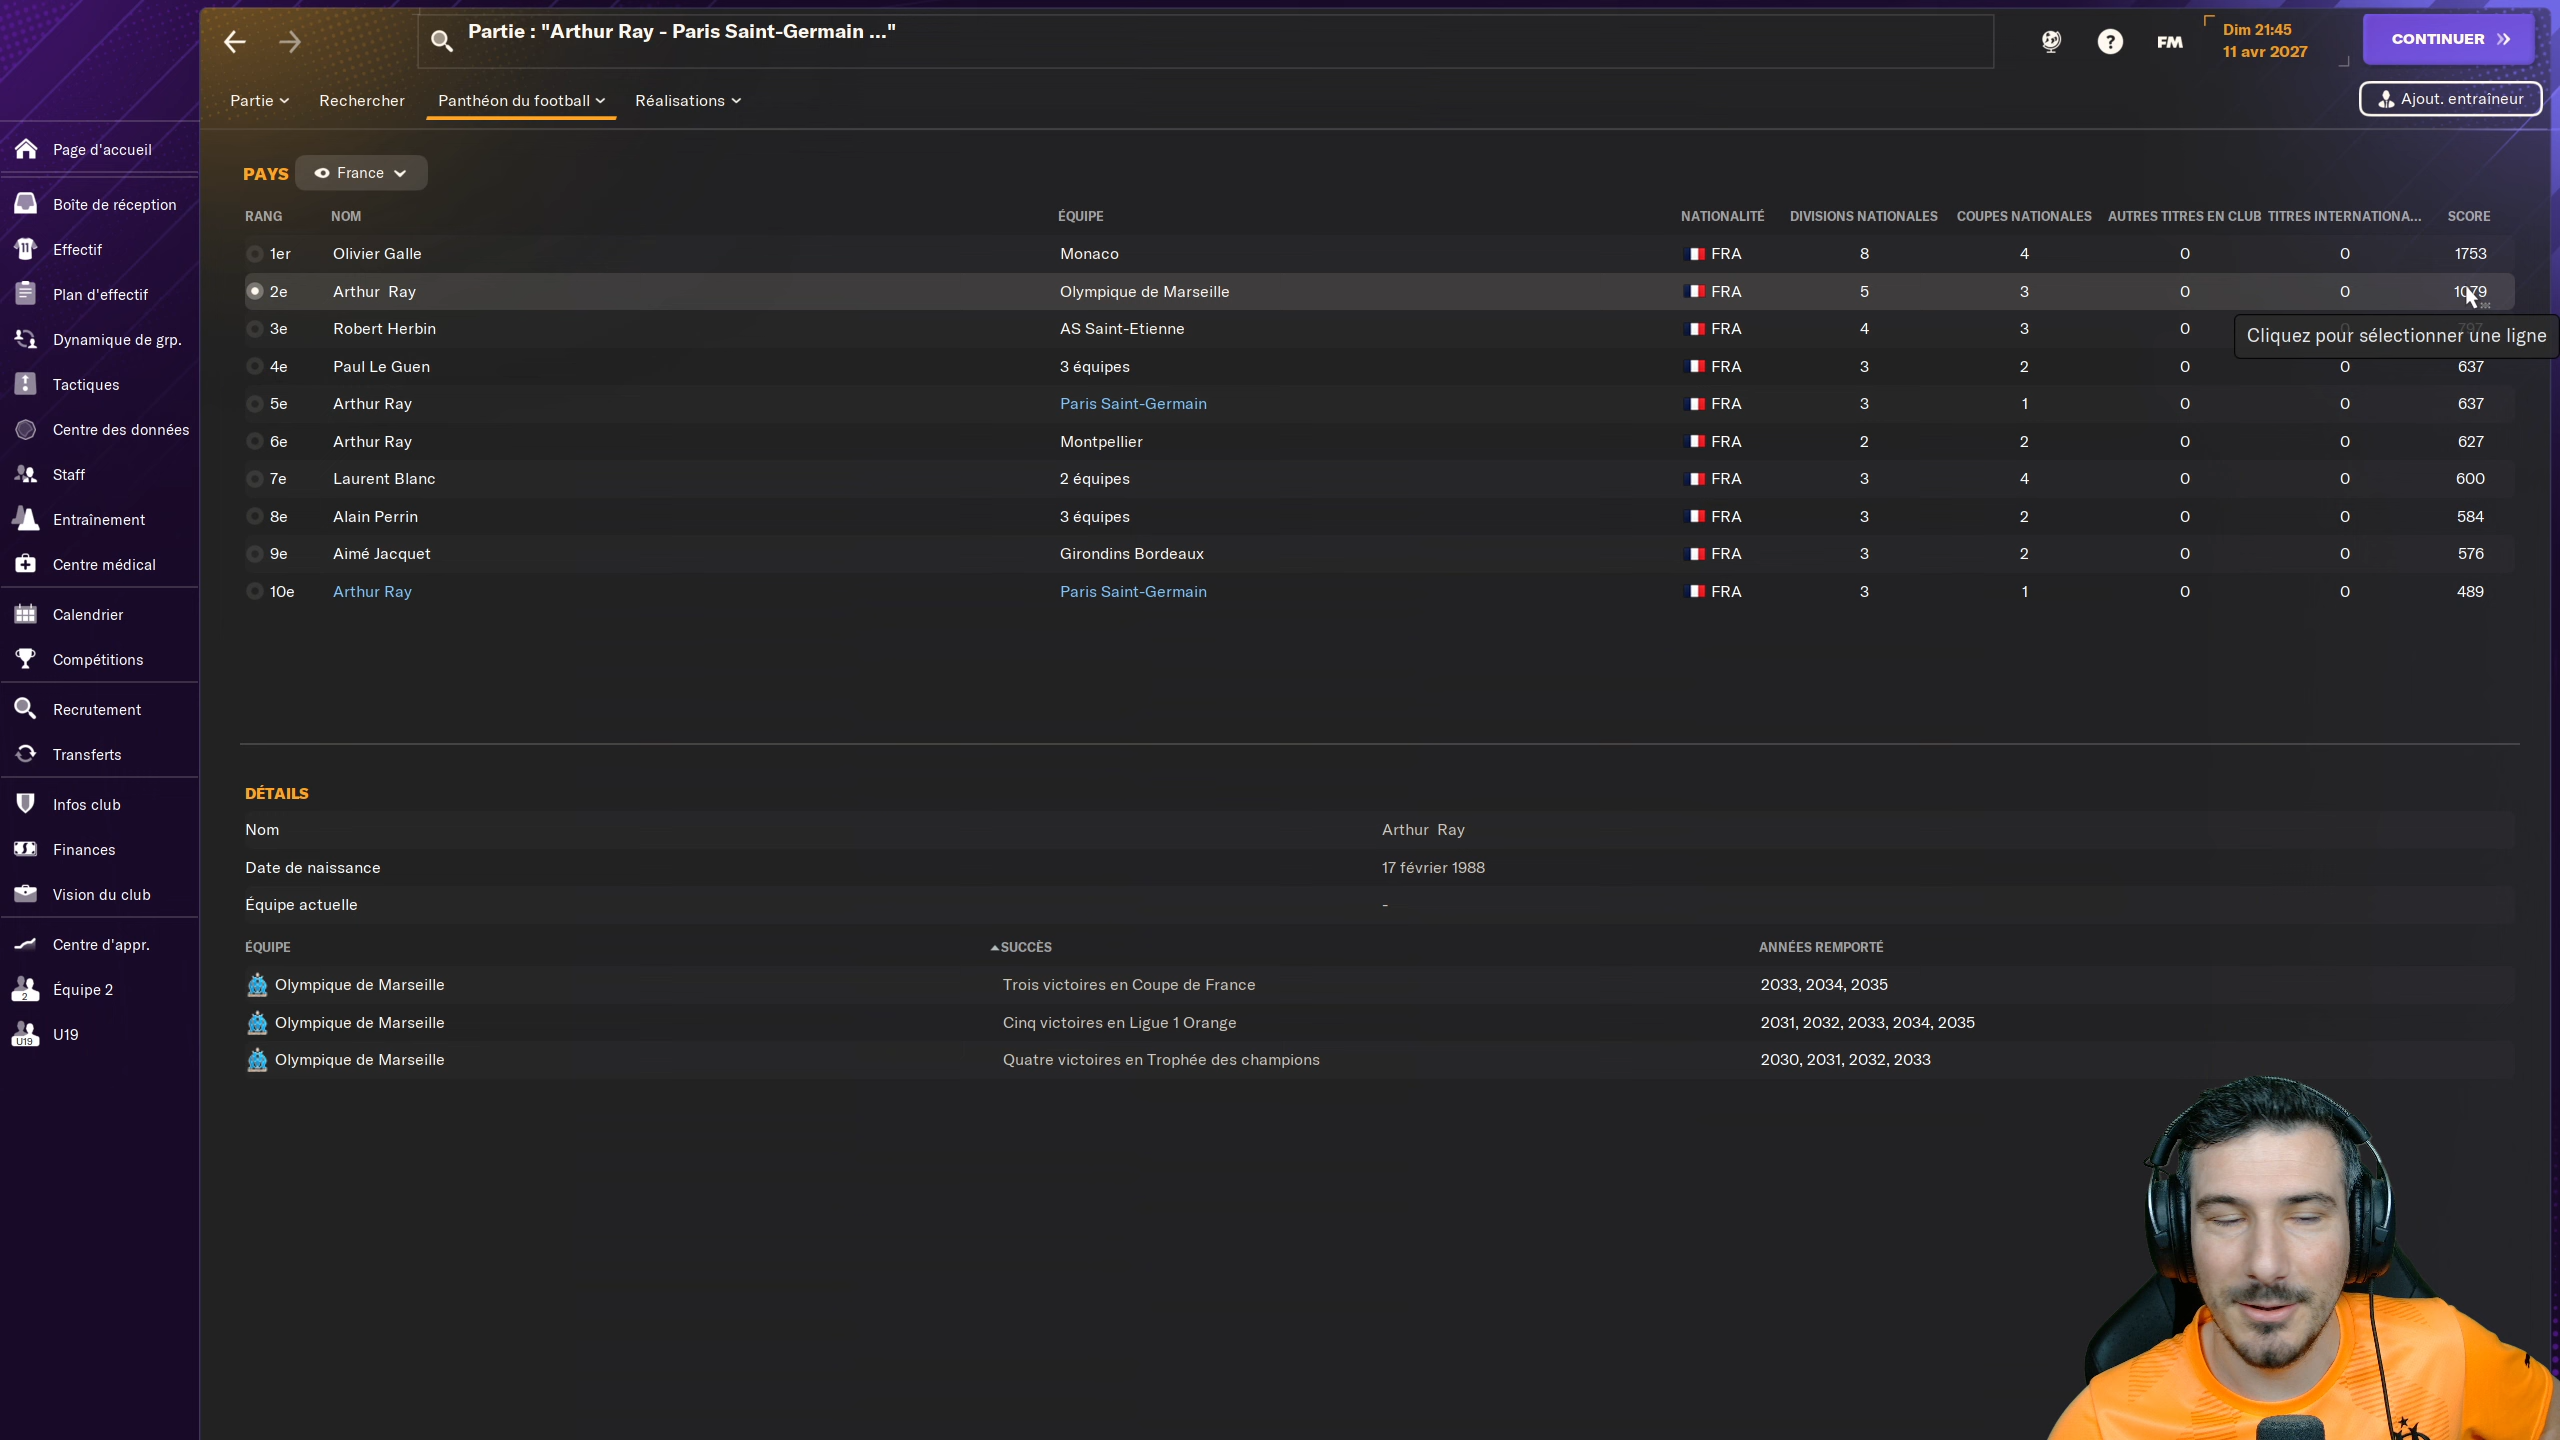 Partie : "Arthur Ray - Paris Saint-Germain ..."
FM
Dim 21:45
11 avr 2027
CONTINUER
Partie
Rechercher
Panthéon du football
Réalisations
Ajout. entraîneur
Page d'accueil
Boîte de réception
Effectif
Plan d'effectif
Dynamique de grp.
Tactiques
Centre des données
Staff
Entraînement
Centre médical
Calendrier
Compétitions
Recrutement
Transferts
Infos club
Finances
Vision du club
Centre d'appr.
2 Équipe 2
U19 U19
PAYS France
RANG NOM ÉQUIPE NATIONALITÉ DIVISIONS NATIONALES COUPES NATIONALES AUTRES TITRES EN CLUB TITRES INTERNATIONA... SCORE
1er Olivier Galle Monaco FRA 8 4 0 0 1753
2e Arthur Ray Olympique de Marseille FRA 5 3 0 0 1079
3e Robert Herbin AS Saint-Etienne FRA 4 3 0
Cliquez pour sélectionner une ligne
4e Paul Le Guen 3 équipes FRA 3 2 0 0 637
5e Arthur Ray Paris Saint-Germain FRA 3 1 0 0 637
6e Arthur Ray Montpellier FRA 2 2 0 0 627
7e Laurent Blanc 2 équipes FRA 3 4 0 0 600
8e Alain Perrin 3 équipes FRA 3 2 0 0 584
9e Aimé Jacquet Girondins Bordeaux FRA 3 2 0 0 576
10e Arthur Ray Paris Saint-Germain FRA 3 1 0 0 489
DÉTAILS
Nom Arthur Ray
Date de naissance 17 février 1988
Équipe actuelle -
ÉQUIPE SUCCÈS ANNÉES REMPORTÉ
Olympique de Marseille Trois victoires en Coupe de France 2033, 2034, 2035
Olympique de Marseille Cinq victoires en Ligue 1 Orange 2031, 2032, 2033, 2034, 2035
Olympique de Marseille Quatre victoires en Trophée des champions 2030, 2031, 2032, 2033